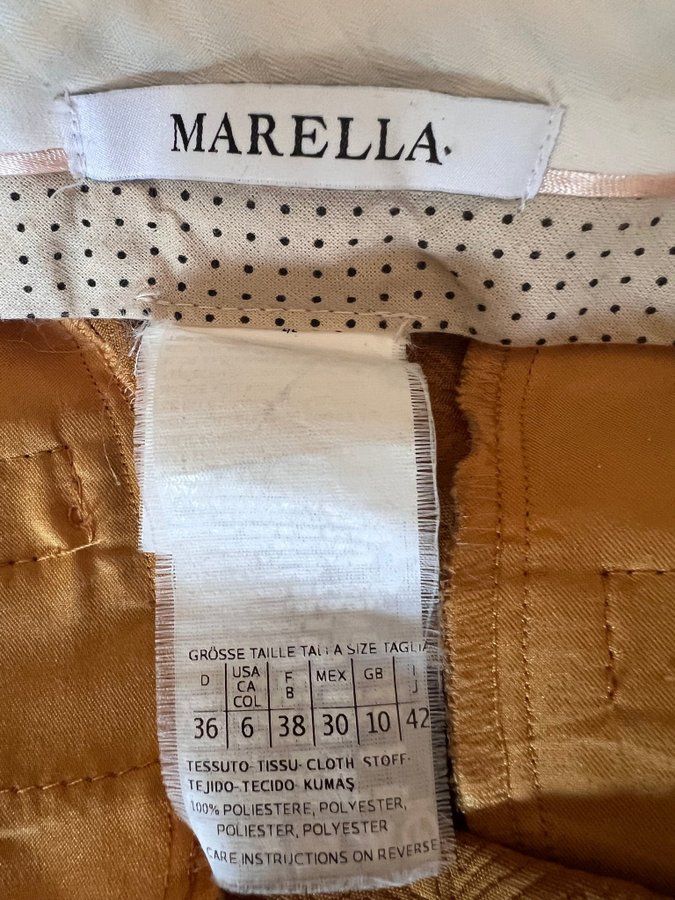 MARELLA
GRÖSSE TAILLE TALLA SIZE TAGLIA
D USA CA COL F B MEX GB I J
36 6 38 30 10 42
TESSUTO-TISSU-CLOTH STOFF-
TEJIDO-TECIDO KUMAŞ
100% POLIESTERE, POLYESTER,
POLIESTER, POLYESTER
CARE INSTRUCTIONS ON REVERSE